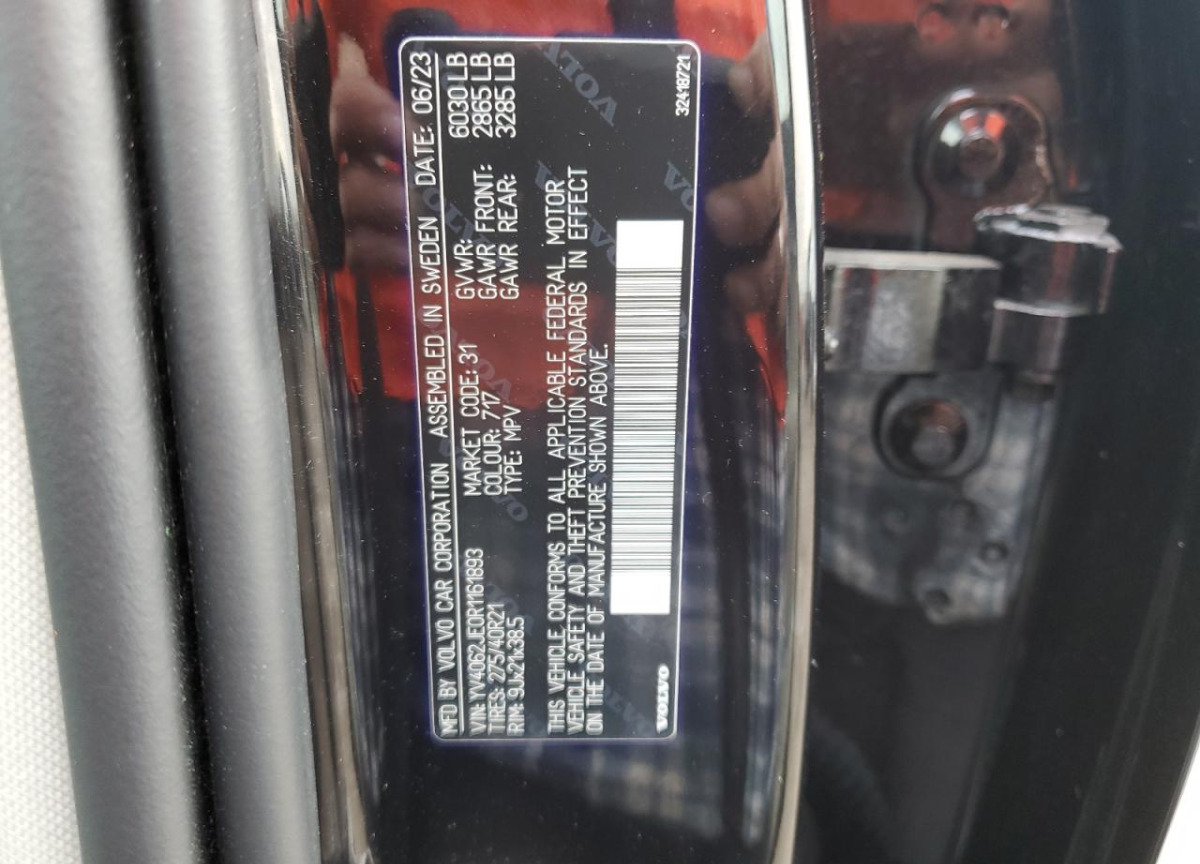 MFD BY VOLVO CAR CORPORATION ASSEMBLED IN SWEDEN DATE: 06/23
VIN: YV4062JE0R1161893 MARKET CODE: 31 GVWR: 6030 LB
TIRES: 275/40R21 COLOUR: 717 GAWR FRONT: 2865 LB
RIM: 9Jx21x38.5 TYPE: MPV GAWR REAR: 3285 LB
THIS VEHICLE CONFORMS TO ALL APPLICABLE FEDERAL MOTOR
VEHICLE SAFETY AND THEFT PREVENTION STANDARDS IN EFFECT
ON THE DATE OF MANUFACTURE SHOWN ABOVE.
VOLVO 32418721